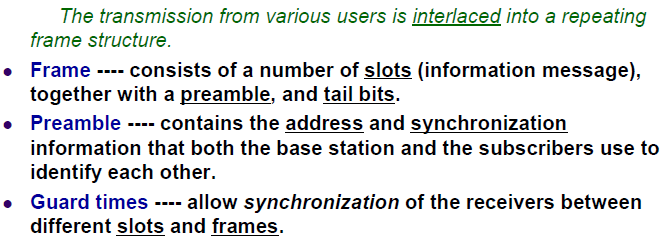 The transmission from various users is interlaced into a repeating
frame structure.
● Frame ---- consists of a number of slots (information message),
together with a preamble, and tail bits.
● Preamble ---- contains the address and synchronization
information that both the base station and the subscribers use to
identify each other.
● Guard times ---- allow synchronization of the receivers between
different slots and frames.